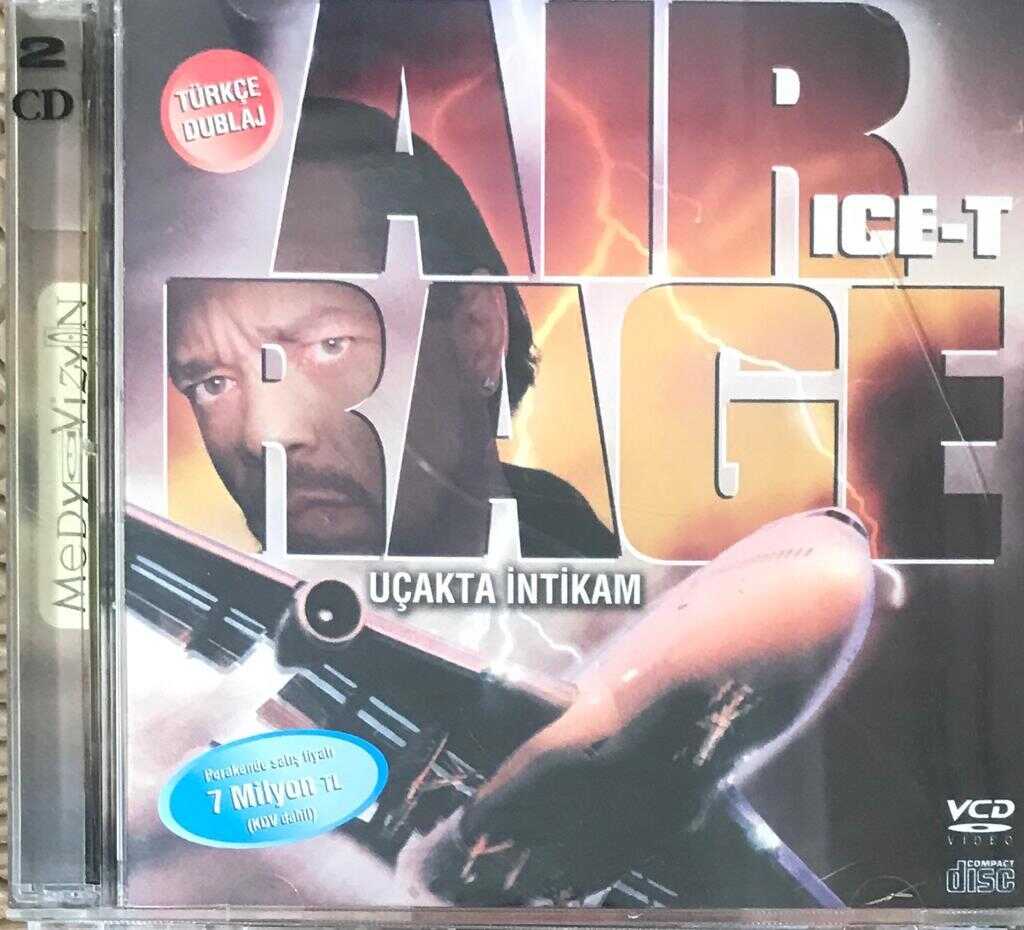 2
CD
MeDyaVizyoN
TÜRKÇE
DUBLAJ
AIR
ICE-T
RAGE
UÇAKTA İNTİKAM
Perakende satış fiyatı
7 Milyon TL
(KDV dahil)
VCD
VIDEO
COMPACT
disc